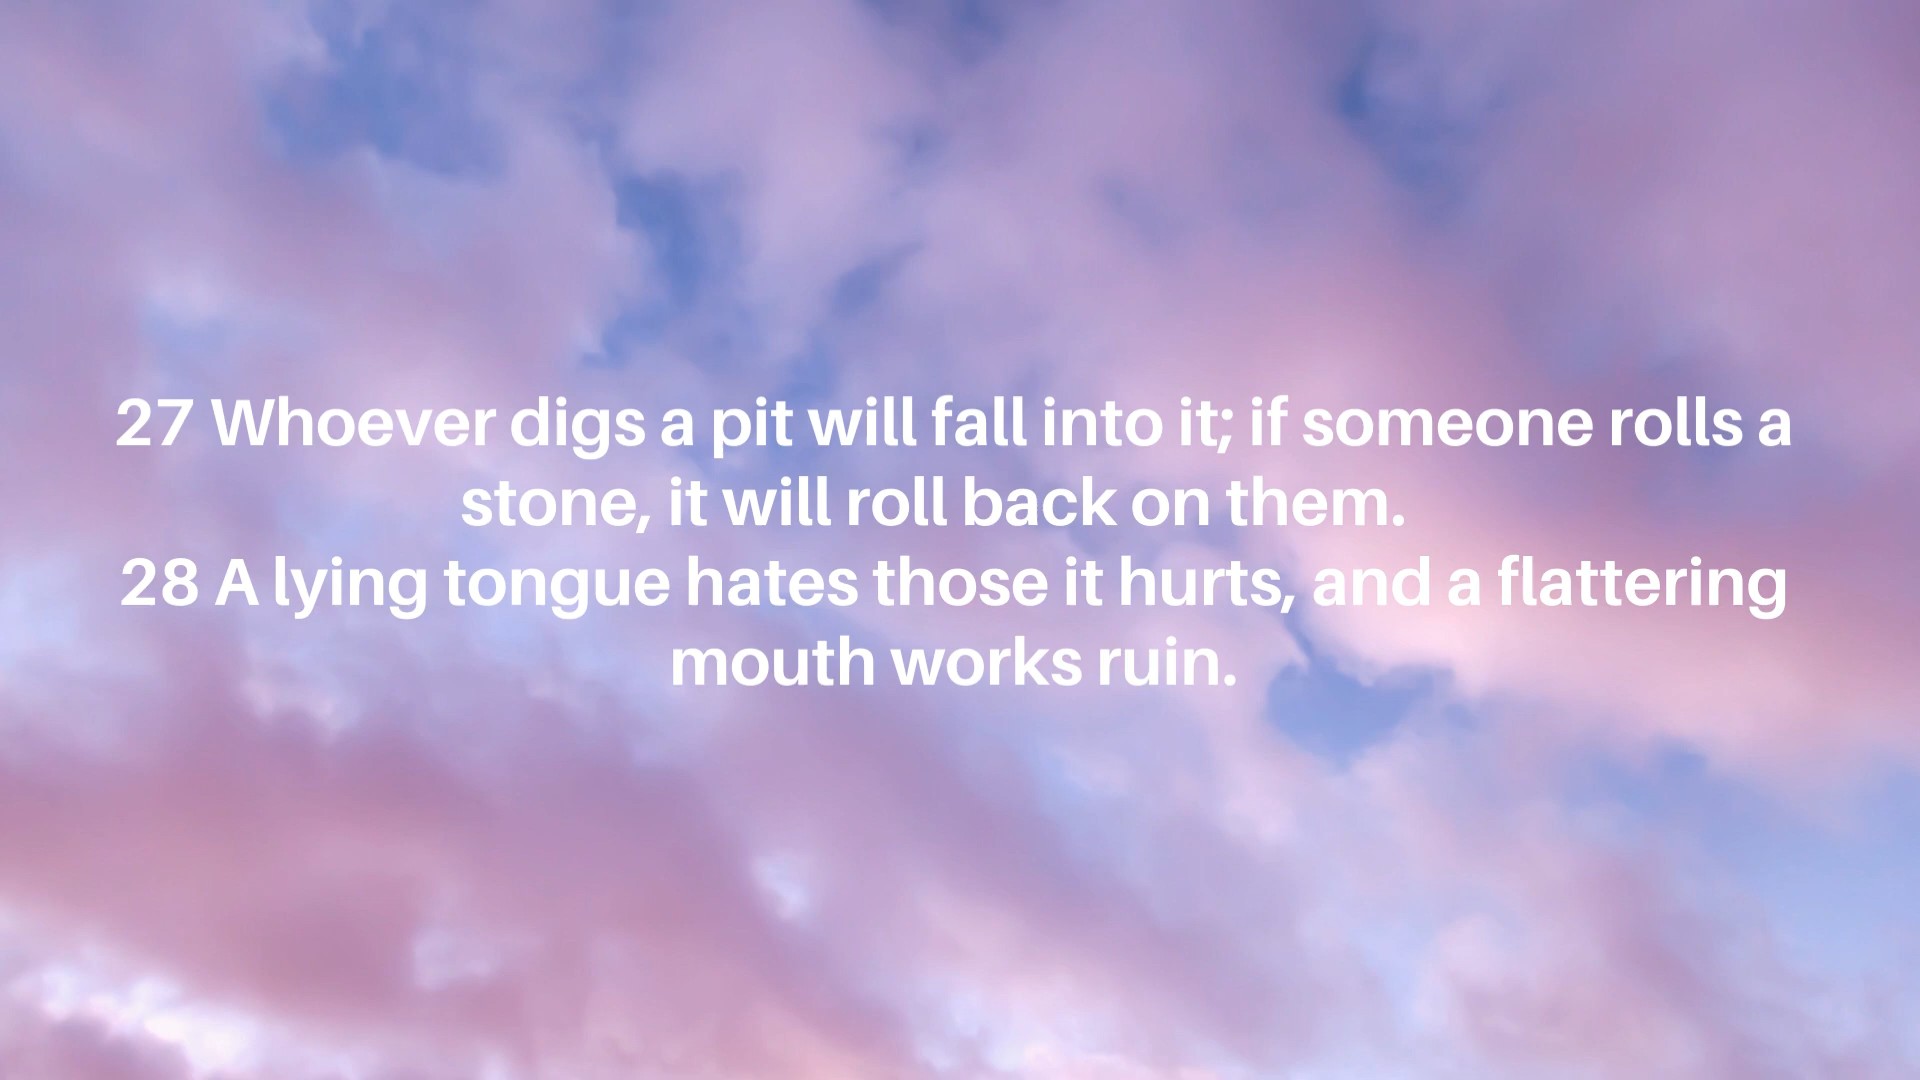 27 Whoever digs a pit will fall into it; if someone rolls a
stone, it will roll back on them.
28 A lying tongue hates those it hurts, and a flattering
mouth works ruin.